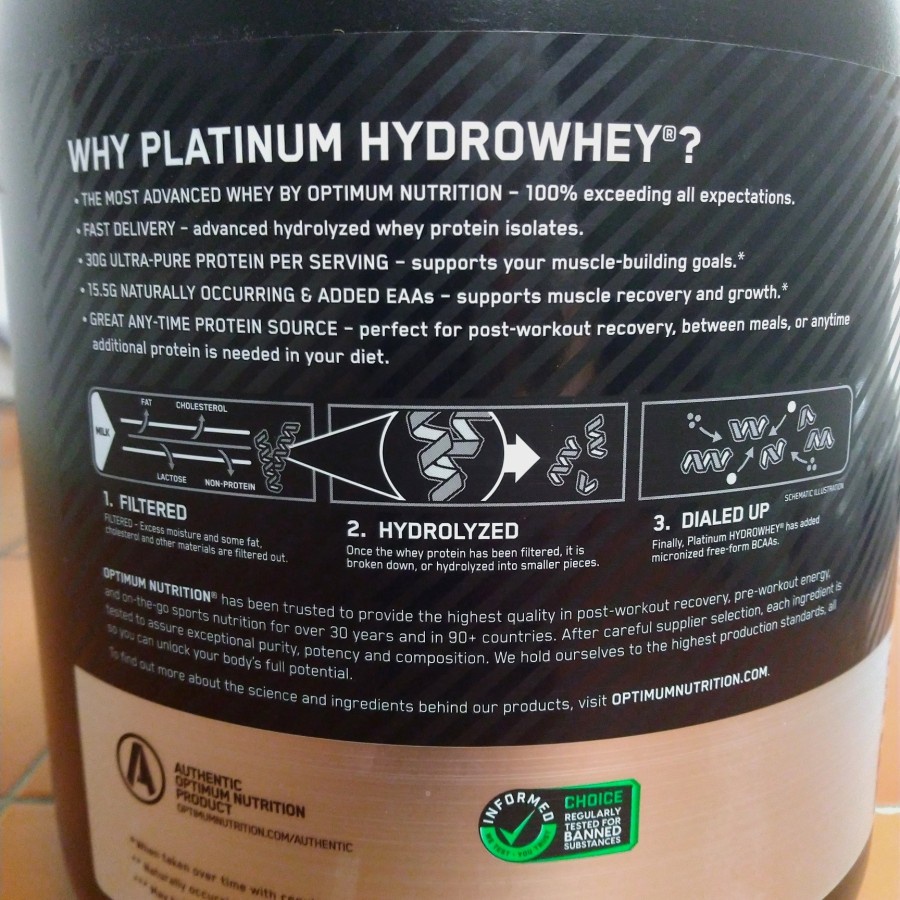 WHY PLATINUM HYDROWHEY®?
• THE MOST ADVANCED WHEY BY OPTIMUM NUTRITION – 100% exceeding all expectations.
• FAST DELIVERY – advanced hydrolyzed whey protein isolates.
• 30G ULTRA-PURE PROTEIN PER SERVING – supports your muscle-building goals.*
• 15.5G NATURALLY OCCURRING & ADDED EAAs – supports muscle recovery and growth.*
• GREAT ANY-TIME PROTEIN SOURCE – perfect for post-workout recovery, between meals, or anytime
additional protein is needed in your diet.
FAT CHOLESTEROL
MILK
LACTOSE NON-PROTEIN
SCHEMATIC ILLUSTRATION
1. FILTERED
FILTERED - Excess moisture and some fat,
cholesterol and other materials are filtered out.
2. HYDROLYZED
Once the whey protein has been filtered, it is
broken down, or hydrolyzed into smaller pieces.
3. DIALED UP
Finally, Platinum HYDROWHEY® has added
micronized free-form BCAAs.
OPTIMUM NUTRITION® has been trusted to provide the highest quality in post-workout recovery, pre-workout energy,
and on-the-go sports nutrition for over 30 years and in 90+ countries. After careful supplier selection, each ingredient is
tested to assure exceptional purity, potency and composition. We hold ourselves to the highest production standards, all
so you can unlock your body's full potential.
To find out more about the science and ingredients behind our products, visit OPTIMUMNUTRITION.COM.
AUTHENTIC
OPTIMUM NUTRITION
PRODUCT
OPTIMUMNUTRITION.COM/AUTHENTIC
INFORMED
WE TEST • YOU TRUST
CHOICE
REGULARLY
TESTED FOR
BANNED
SUBSTANCES
*When taken over time with
** Naturally